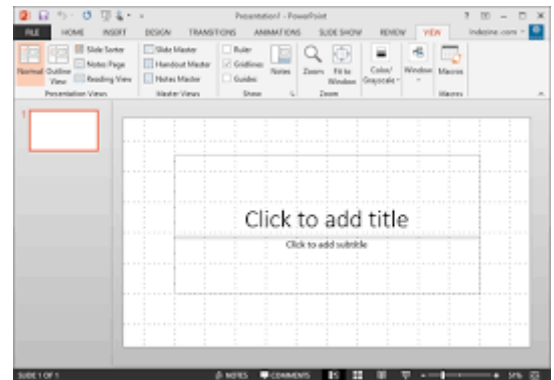 Presentation1 - PowerPoint
FILE HOME INSERT DESIGN TRANSITIONS ANIMATIONS SLIDE SHOW REVIEW VIEW indezine.com
Normal Outline View Slide Sorter Notes Page Reading View
Slide Master Handout Master Notes Master
Ruler Gridlines Guides Notes
Zoom Fit to Window Color/ Grayscale Window Macros
Presentation Views Master Views Show Zoom Macros
1
Click to add title
Click to add subtitle
SLIDE 1 OF 1 NOTES COMMENTS 51%